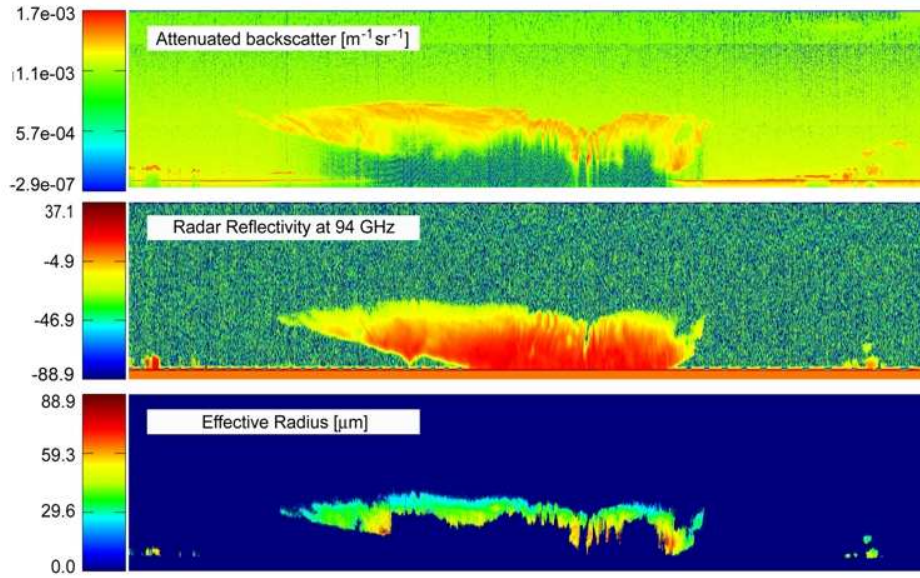 1.7e-03
Attenuated backscatter [m⁻¹sr⁻¹]
1.1e-03
5.7e-04
-2.9e-07
37.1
Radar Reflectivity at 94 GHz
-4.9
-46.9
-88.9
88.9
Effective Radius [μm]
59.3
29.6
0.0